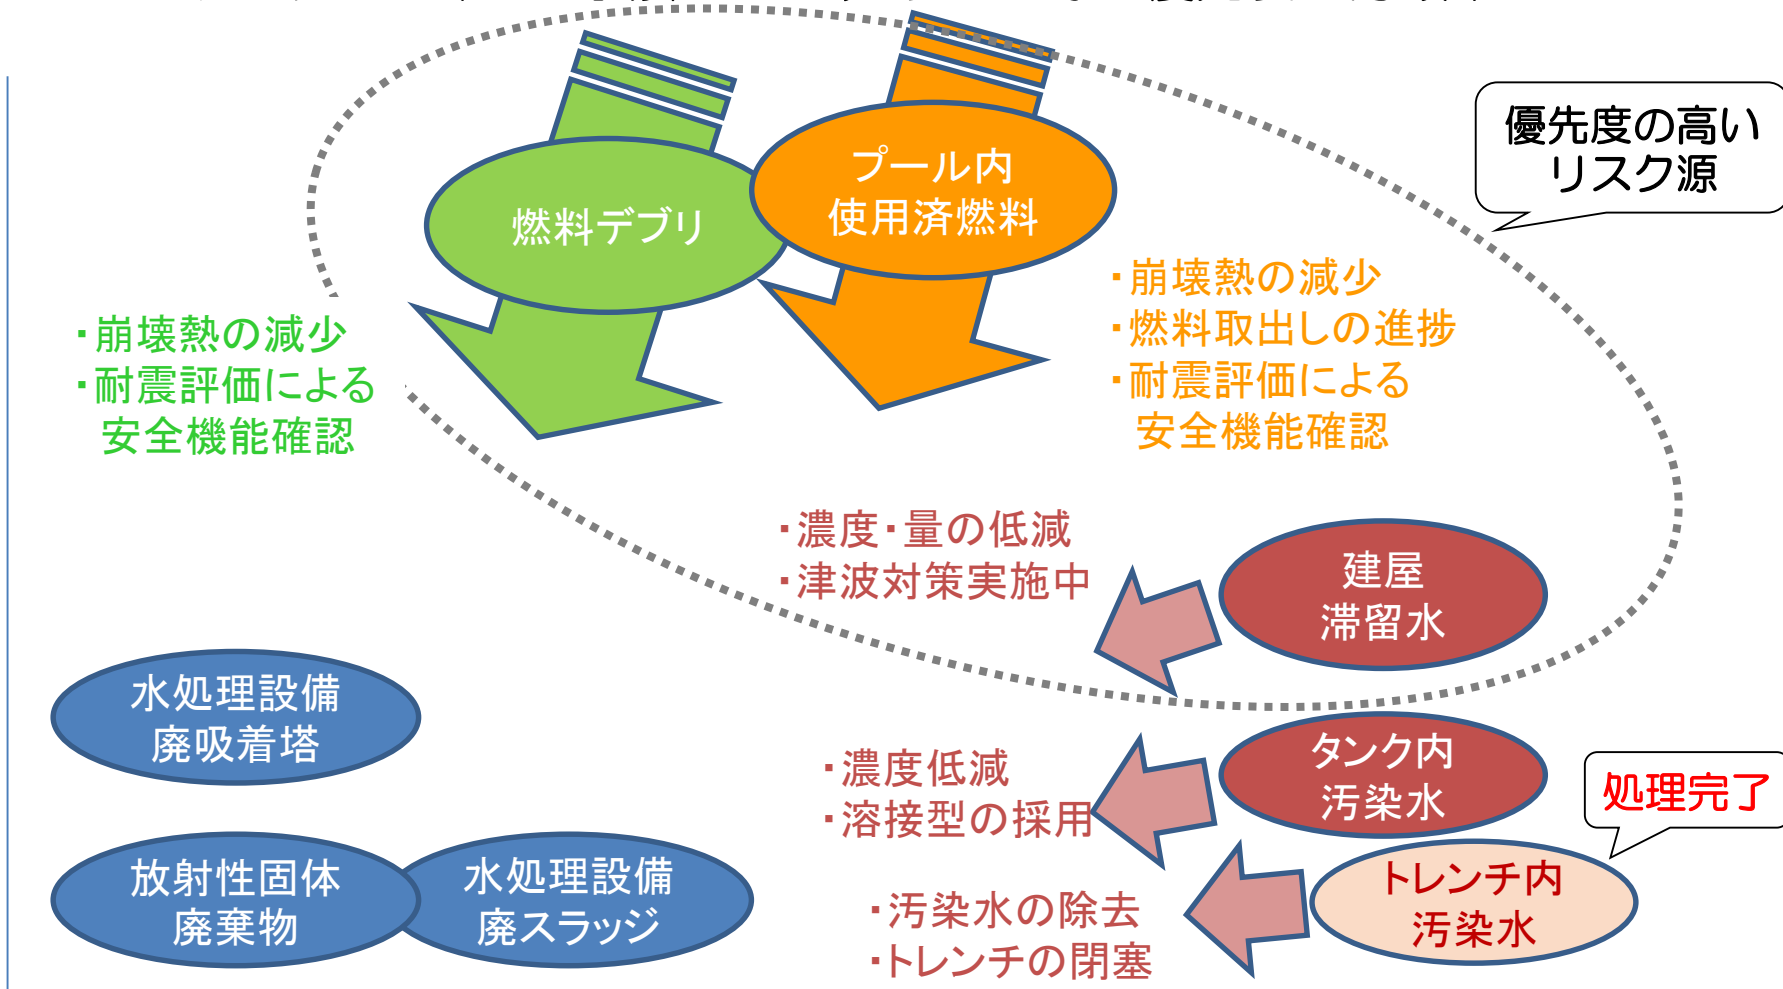 優先度の高い
リスク源
プール内
使用済燃料
燃料デブリ
・崩壊熱の減少
・燃料取出しの進捗
・耐震評価による
安全機能確認
・崩壊熱の減少
・耐震評価による
安全機能確認
・濃度・量の低減
・津波対策実施中
建屋
滞留水
水処理設備
廃吸着塔
タンク内
汚染水
・濃度低減
・溶接型の採用
処理完了
放射性固体
廃棄物
水処理設備
廃スラッジ
トレンチ内
汚染水
・汚染水の除去
・トレンチの閉塞